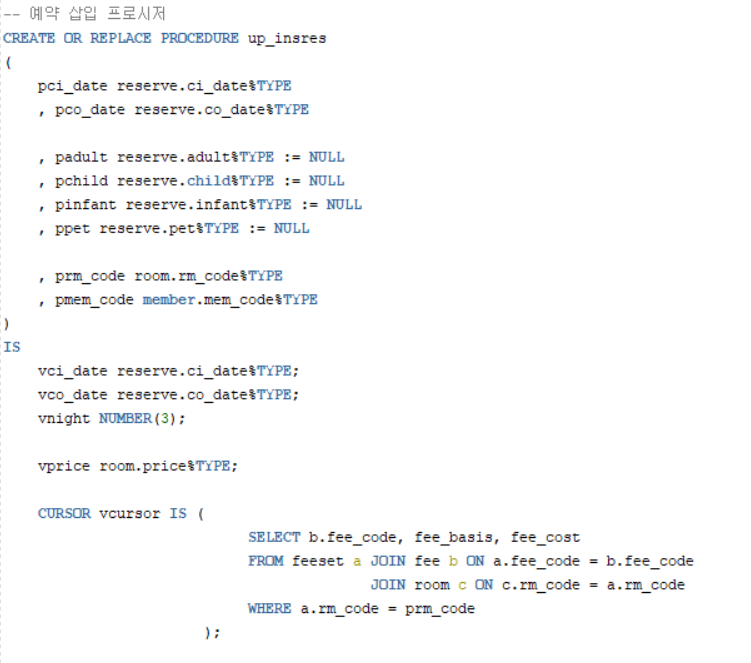 -- 예약 삽입 프로시저
CREATE OR REPLACE PROCEDURE up_insres
(
    pci_date reserve.ci_date%TYPE
    , pco_date reserve.co_date%TYPE

    , padult reserve.adult%TYPE := NULL
    , pchild reserve.child%TYPE := NULL
    , pinfant reserve.infant%TYPE := NULL
    , ppet reserve.pet%TYPE := NULL

    , prm_code room.rm_code%TYPE
    , pmem_code member.mem_code%TYPE
)
IS
    vci_date reserve.ci_date%TYPE;
    vco_date reserve.co_date%TYPE;
    vnight NUMBER(3);

    vprice room.price%TYPE;

    CURSOR vcursor IS (
                            SELECT b.fee_code, fee_basis, fee_cost
                            FROM feeset a JOIN fee b ON a.fee_code = b.fee_code
                                          JOIN room c ON c.rm_code = a.rm_code
                            WHERE a.rm_code = prm_code
                       );